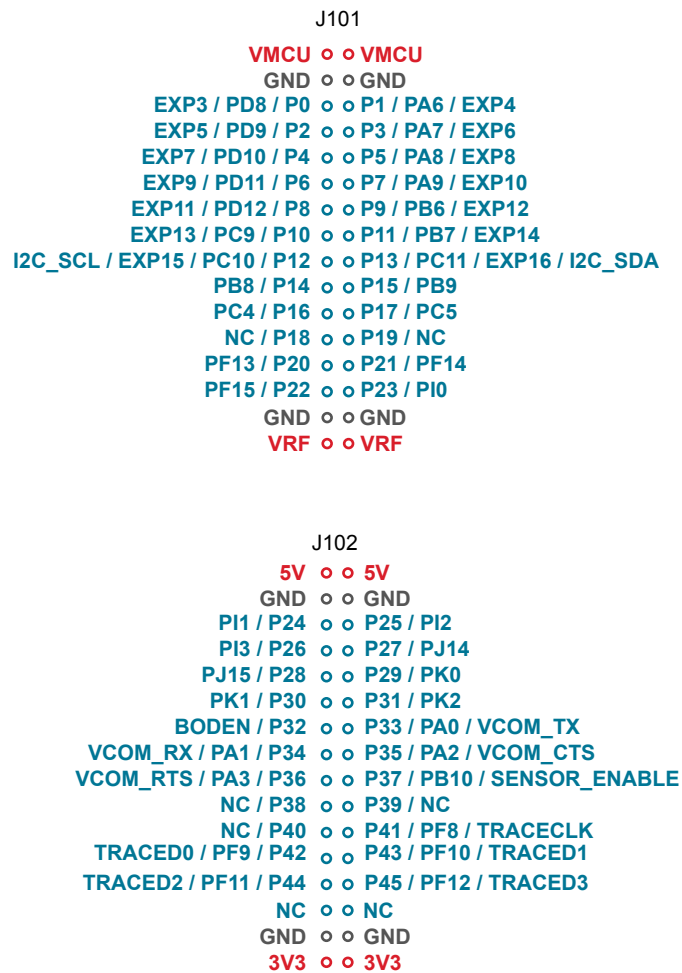 J101
VMCU VMCU
GND GND
EXP3 / PD8 / P0 P1 / PA6 / EXP4
EXP5 / PD9 / P2 P3 / PA7 / EXP6
EXP7 / PD10 / P4 P5 / PA8 / EXP8
EXP9 / PD11 / P6 P7 / PA9 / EXP10
EXP11 / PD12 / P8 P9 / PB6 / EXP12
EXP13 / PC9 / P10 P11 / PB7 / EXP14
I2C_SCL / EXP15 / PC10 / P12 P13 / PC11 / EXP16 / I2C_SDA
PB8 / P14 P15 / PB9
PC4 / P16 P17 / PC5
NC / P18 P19 / NC
PF13 / P20 P21 / PF14
PF15 / P22 P23 / PI0
GND GND
VRF VRF
J102
5V 5V
GND GND
PI1 / P24 P25 / PI2
PI3 / P26 P27 / PJ14
PJ15 / P28 P29 / PK0
PK1 / P30 P31 / PK2
BODEN / P32 P33 / PA0 / VCOM_TX
VCOM_RX / PA1 / P34 P35 / PA2 / VCOM_CTS
VCOM_RTS / PA3 / P36 P37 / PB10 / SENSOR_ENABLE
NC / P38 P39 / NC
NC / P40 P41 / PF8 / TRACECLK
TRACED0 / PF9 / P42 P43 / PF10 / TRACED1
TRACED2 / PF11 / P44 P45 / PF12 / TRACED3
NC NC
GND GND
3V3 3V3